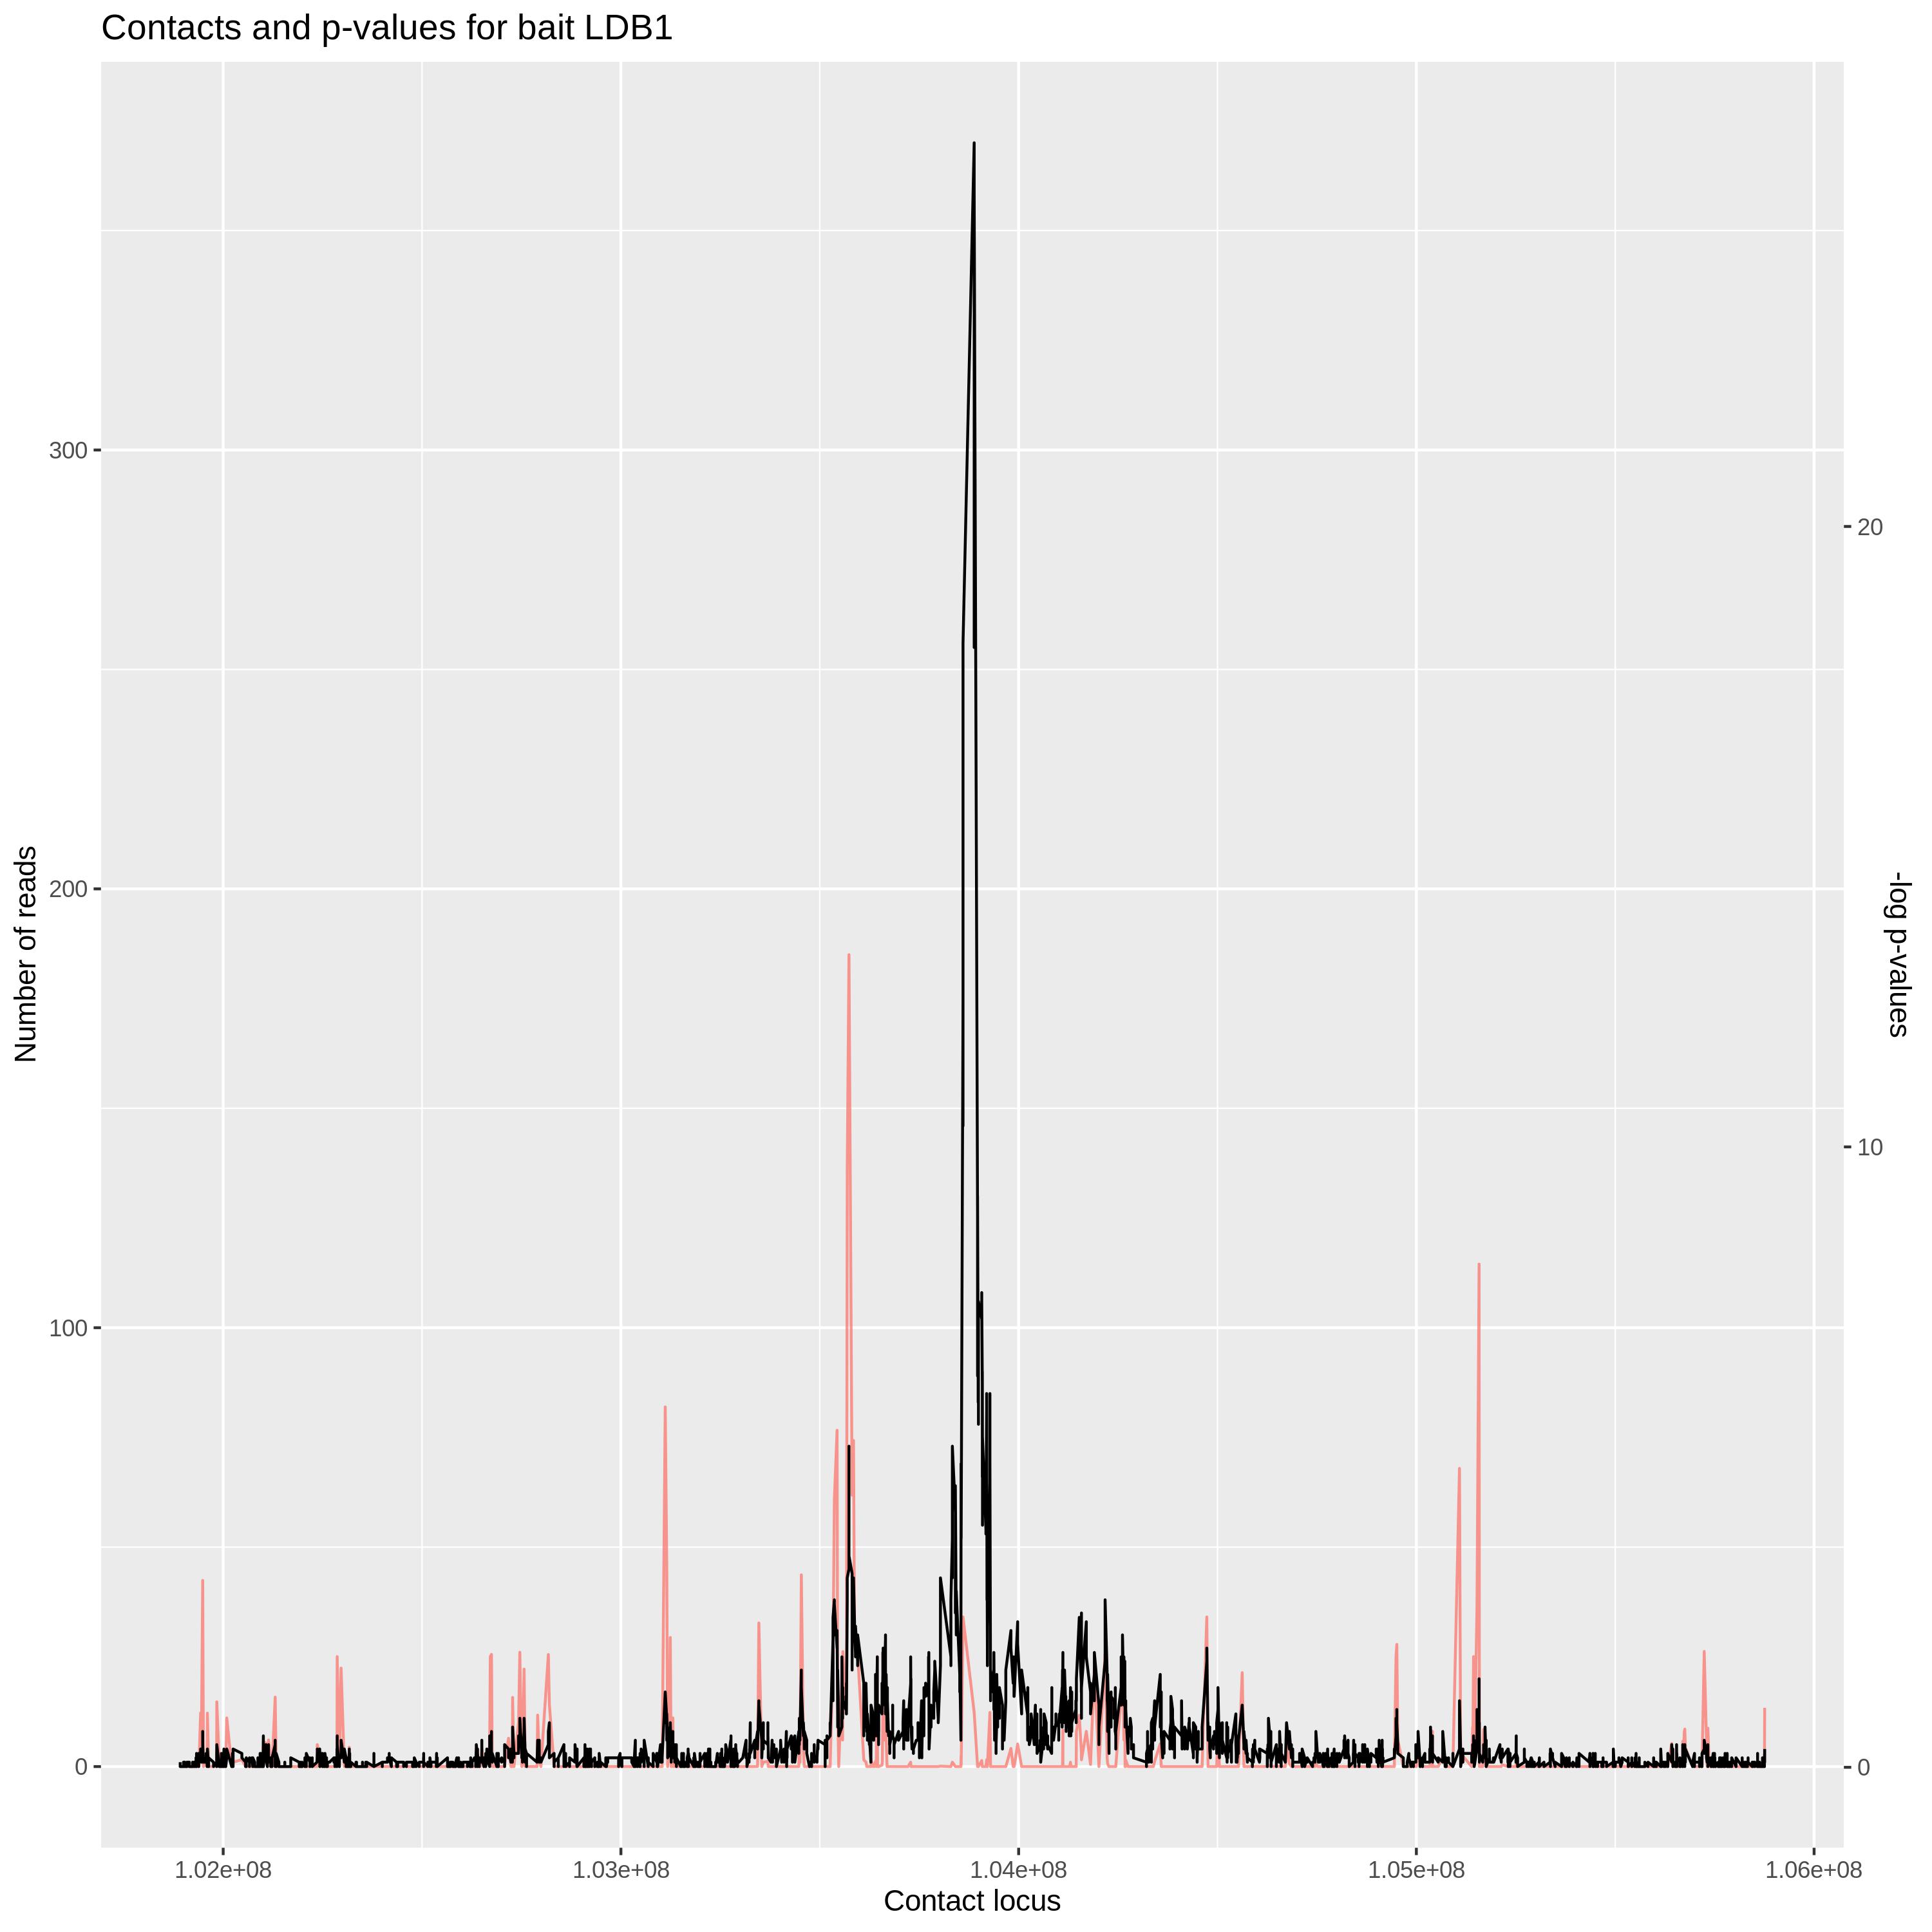 Contacts and p-values for bait LDB1
300
200
100
0
Number of reads
20
10
0
-log p-values
1.02e+08
1.03e+08
1.04e+08
1.05e+08
1.06e+08
Contact locus